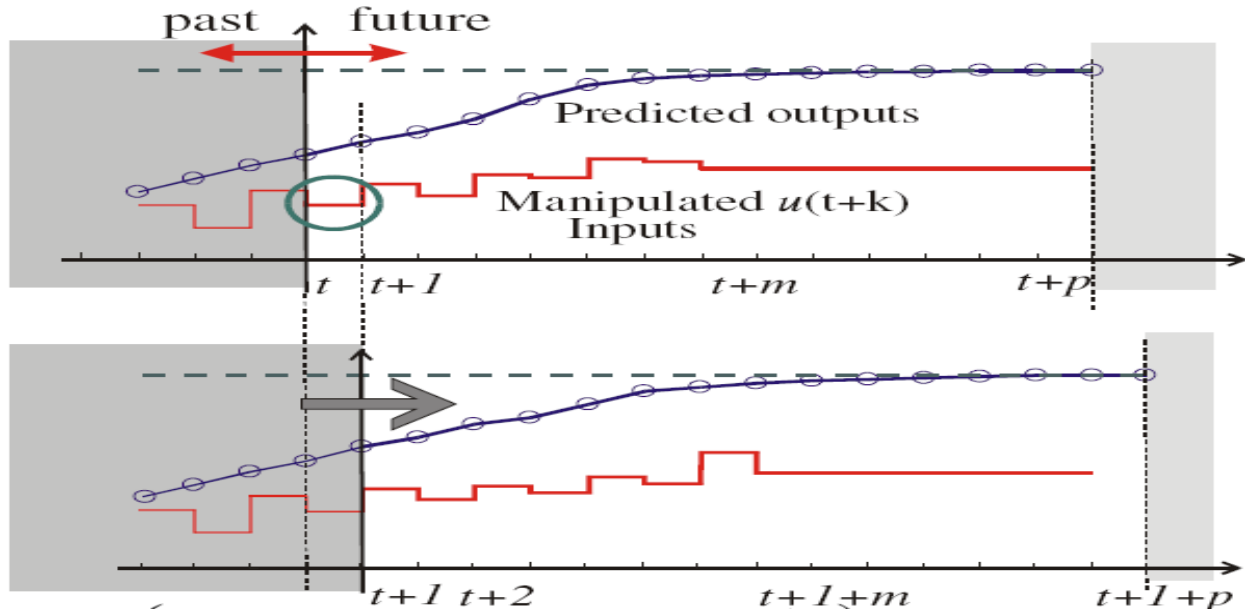 past future
Predicted outputs
Manipulated u(t+k)
Inputs
t t+1 t+m t+p
t+1 t+2 t+1+m t+1+p